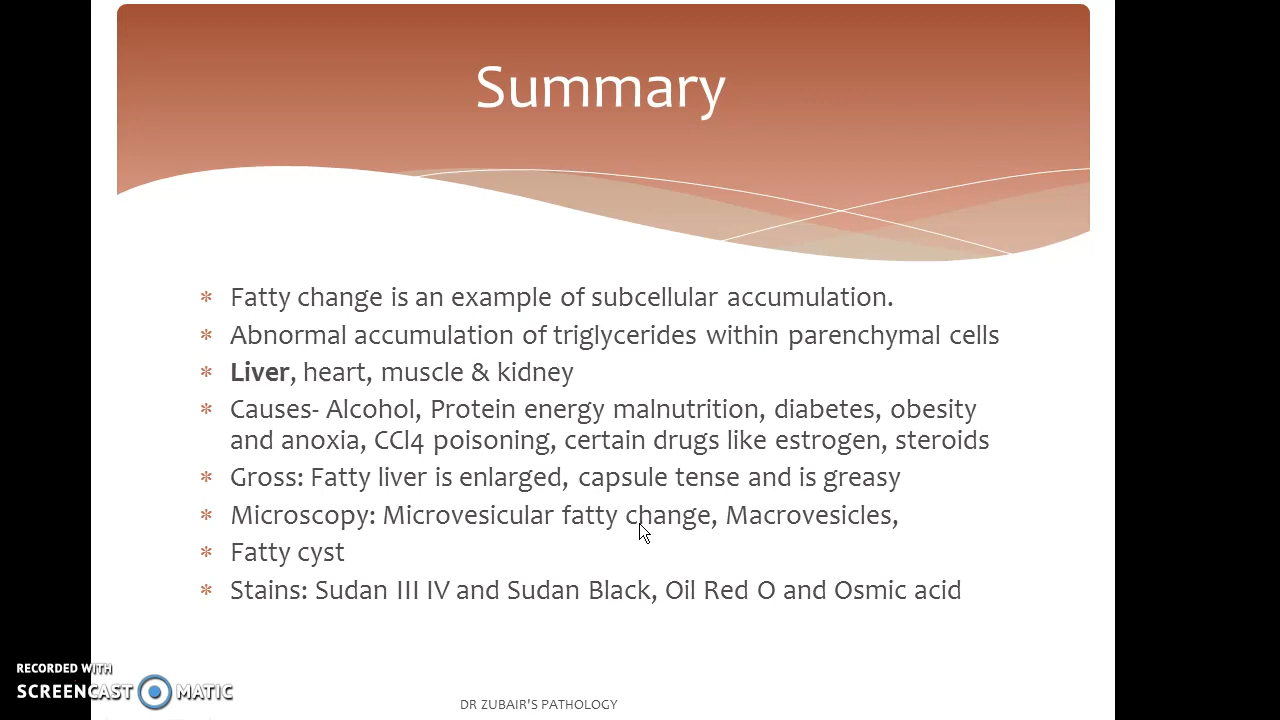 Summary
* Fatty change is an example of subcellular accumulation.
* Abnormal accumulation of triglycerides within parenchymal cells
* Liver, heart, muscle & kidney
* Causes- Alcohol, Protein energy malnutrition, diabetes, obesity
and anoxia, CCl4 poisoning, certain drugs like estrogen, steroids
* Gross: Fatty liver is enlarged, capsule tense and is greasy
* Microscopy: Microvesicular fatty change, Macrovesicles,
* Fatty cyst
* Stains: Sudan III IV and Sudan Black, Oil Red O and Osmic acid
RECORDED WITH
SCREENCAST MATIC
DR ZUBAIR'S PATHOLOGY